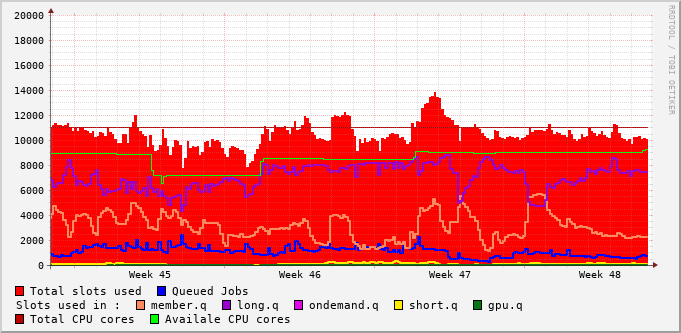 20000
18000
16000
14000
12000
10000
8000
6000
4000
2000
0
Week 45 Week 46 Week 47 Week 48
Total slots used Queued Jobs
Slots used in : member.q long.q ondemand.q short.q gpu.q
Total CPU cores Availale CPU cores
RRDTOOL / TOBI OETIKER